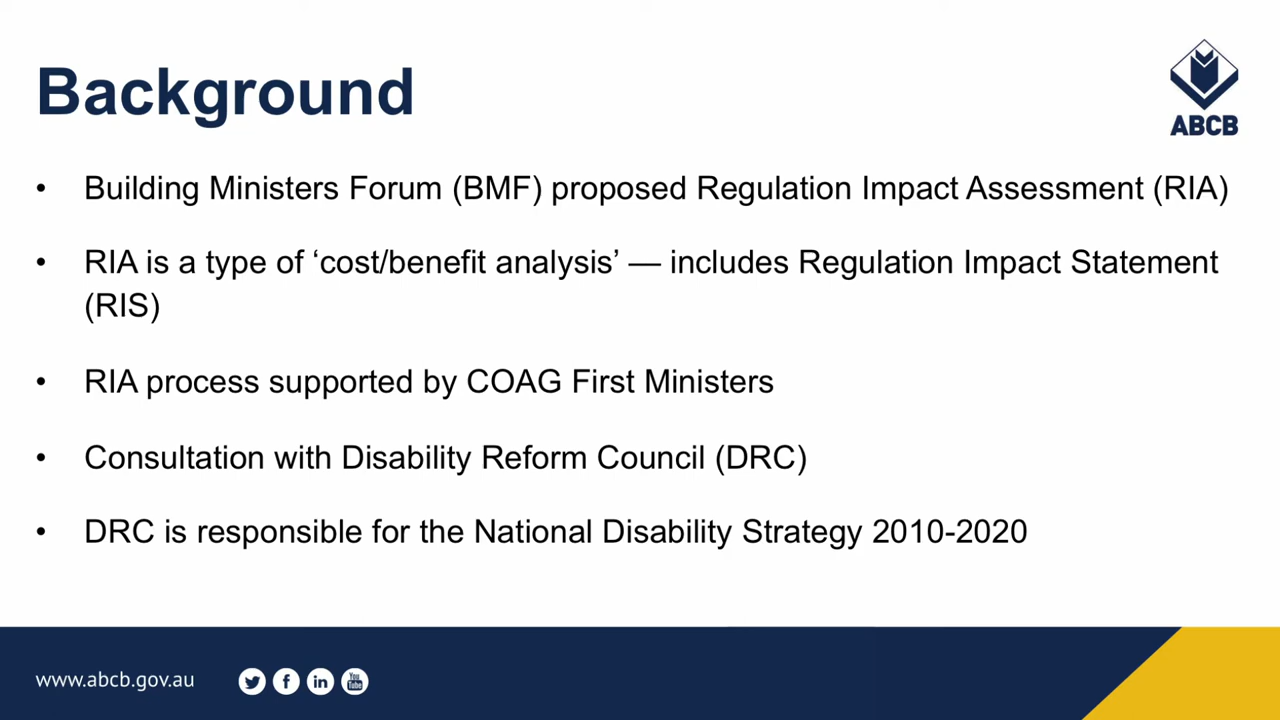 Background
ABCB
• Building Ministers Forum (BMF) proposed Regulation Impact Assessment (RIA)
• RIA is a type of ‘cost/benefit analysis’ — includes Regulation Impact Statement
(RIS)
• RIA process supported by COAG First Ministers
• Consultation with Disability Reform Council (DRC)
• DRC is responsible for the National Disability Strategy 2010-2020
www.abcb.gov.au
You
Tube